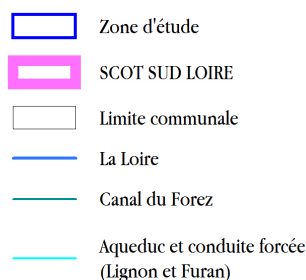 Zone d'étude
SCOT SUD LOIRE
Limite communale
La Loire
Canal du Forez
Aqueduc et conduite forcée
(Lignon et Furan)